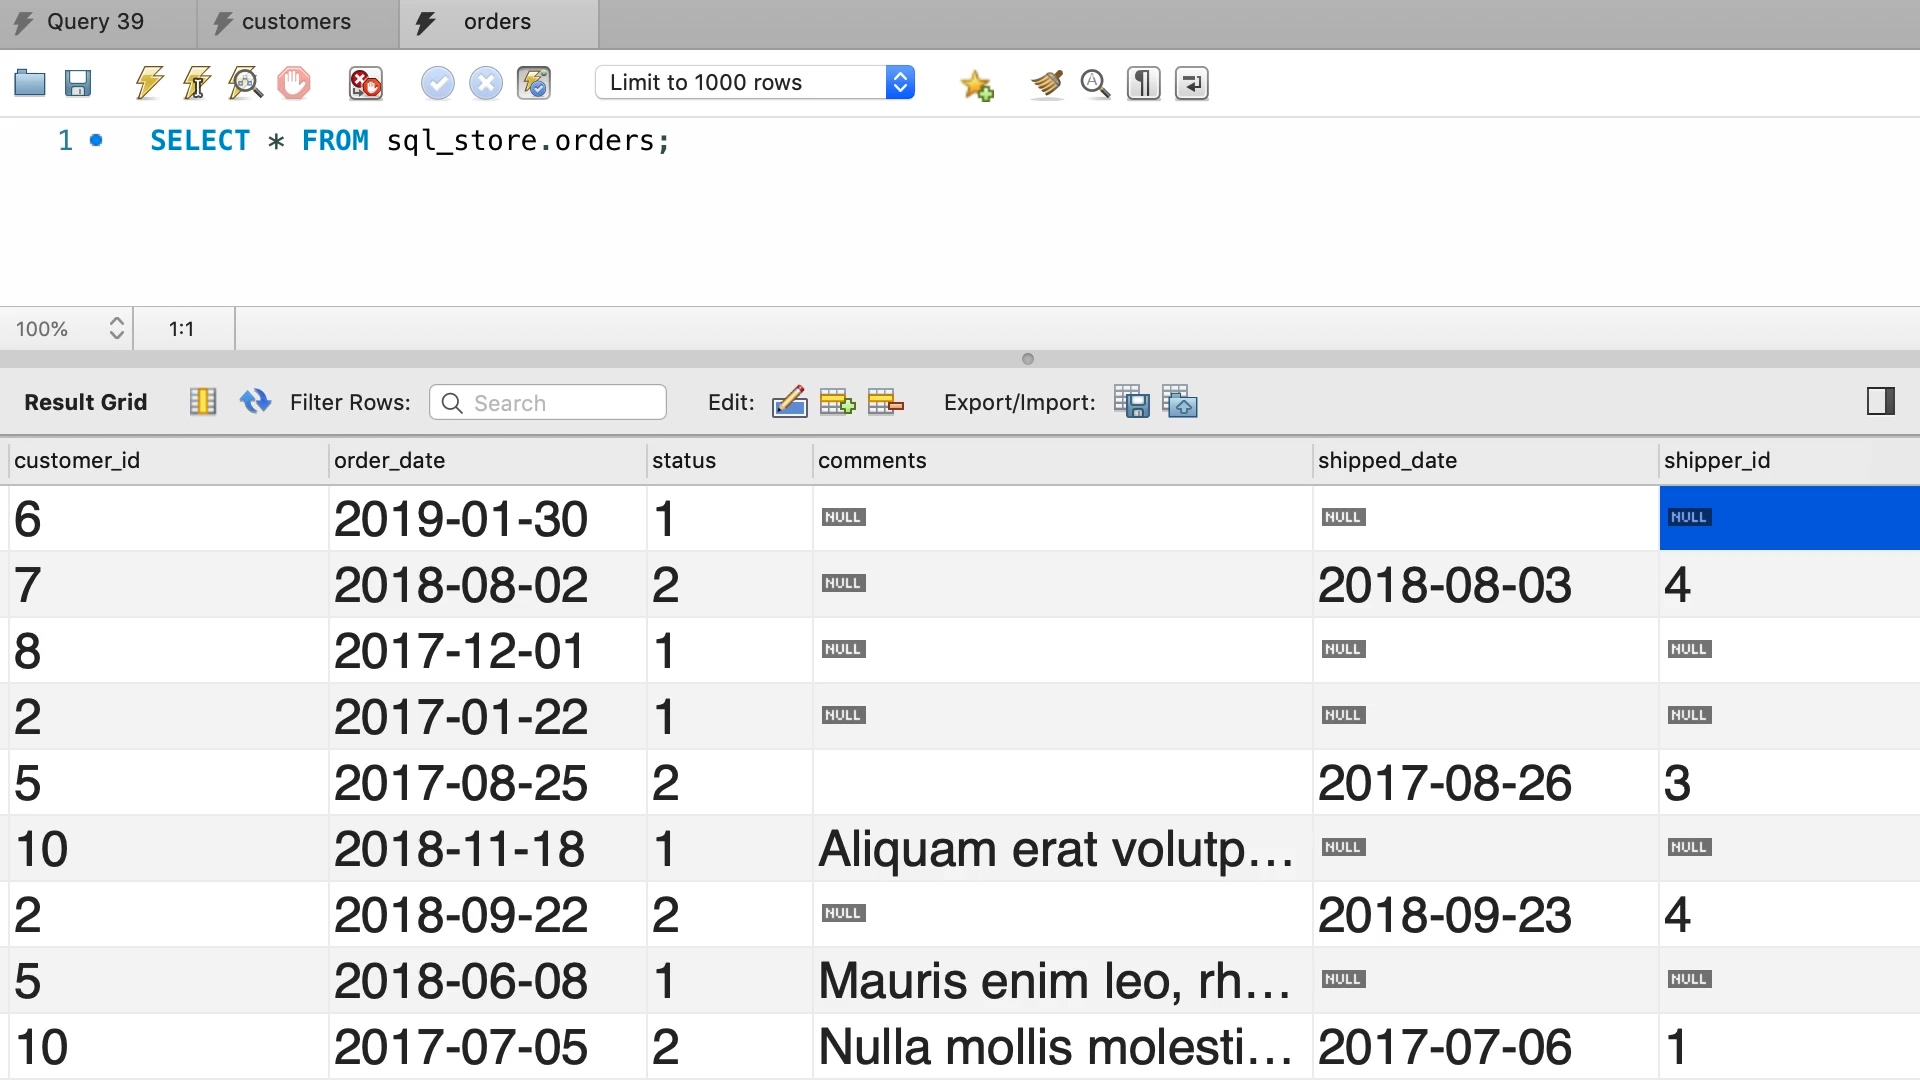 Query 39 customers orders
Limit to 1000 rows
1 SELECT * FROM sql_store.orders;
100% 1:1
Result Grid Filter Rows: Search Edit: Export/Import:
customer_id order_date status comments shipped_date shipper_id
6 2019-01-30 1 NULL NULL NULL
7 2018-08-02 2 NULL 2018-08-03 4
8 2017-12-01 1 NULL NULL NULL
2 2017-01-22 1 NULL NULL NULL
5 2017-08-25 2 2017-08-26 3
10 2018-11-18 1 Aliquam erat volutp... NULL NULL
2 2018-09-22 2 NULL 2018-09-23 4
5 2018-06-08 1 Mauris enim leo, rh... NULL NULL
10 2017-07-05 2 Nulla mollis molesti... 2017-07-06 1